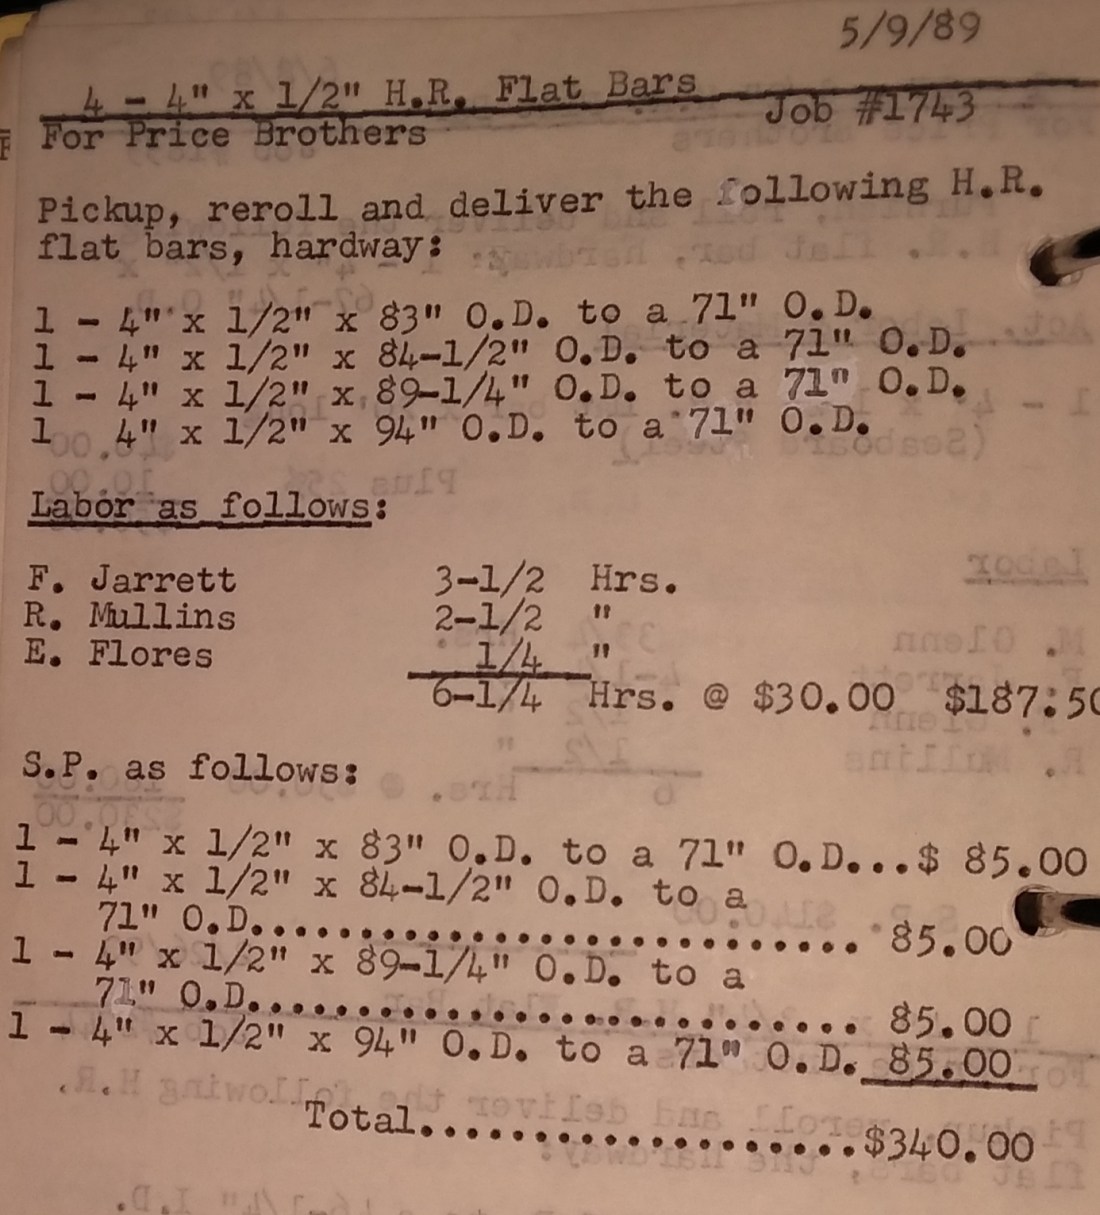 5/9/89
4 - 4" x 1/2" H.R. Flat Bars
Job #1743
For Price Brothers
Pickup, reroll and deliver the following H.R.
flat bars, hardway:
1 - 4" x 1/2" x 83" O.D. to a 71" O.D.
1 - 4" x 1/2" x 84-1/2" O.D. to a 71" O.D.
1 - 4" x 1/2" x 89-1/4" O.D. to a 71" O.D.
1 4" x 1/2" x 94" O.D. to a 71" O.D.
Labor as follows:
F. Jarrett 3-1/2 Hrs.
R. Mullins 2-1/2 "
E. Flores 1/4 "
6-1/4 Hrs. @ $30.00 $187:50
S.P. as follows:
1 - 4" x 1/2" x 83" O.D. to a 71" O.D...$ 85.00
1 - 4" x 1/2" x 84-1/2" O.D. to a
71" O.D............................. 85.00
1 - 4" x 1/2" x 89-1/4" O.D. to a
71" O.D............................. 85.00
1 - 4" x 1/2" x 94" O.D. to a 71" O.D. 85.00
Total....................$340.00